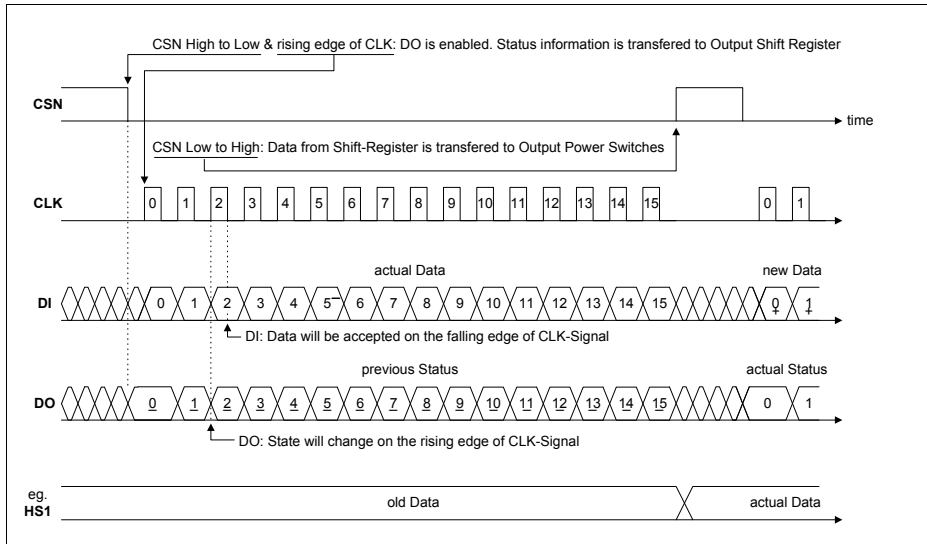 CSN High to Low & rising edge of CLK: DO is enabled. Status information is transfered to Output Shift Register
CSN
time
CSN Low to High: Data from Shift-Register is transfered to Output Power Switches
CLK
0 1 2 3 4 5 6 7 8 9 10 11 12 13 14 15 0 1
actual Data new Data
DI
0 1 2 3 4 5 6 7 8 9 10 11 12 13 14 15 0 1
DI: Data will be accepted on the falling edge of CLK-Signal
previous Status actual Status
DO
0 1 2 3 4 5 6 7 8 9 10 11 12 13 14 15 0 1
DO: State will change on the rising edge of CLK-Signal
eg.
HS1
old Data actual Data